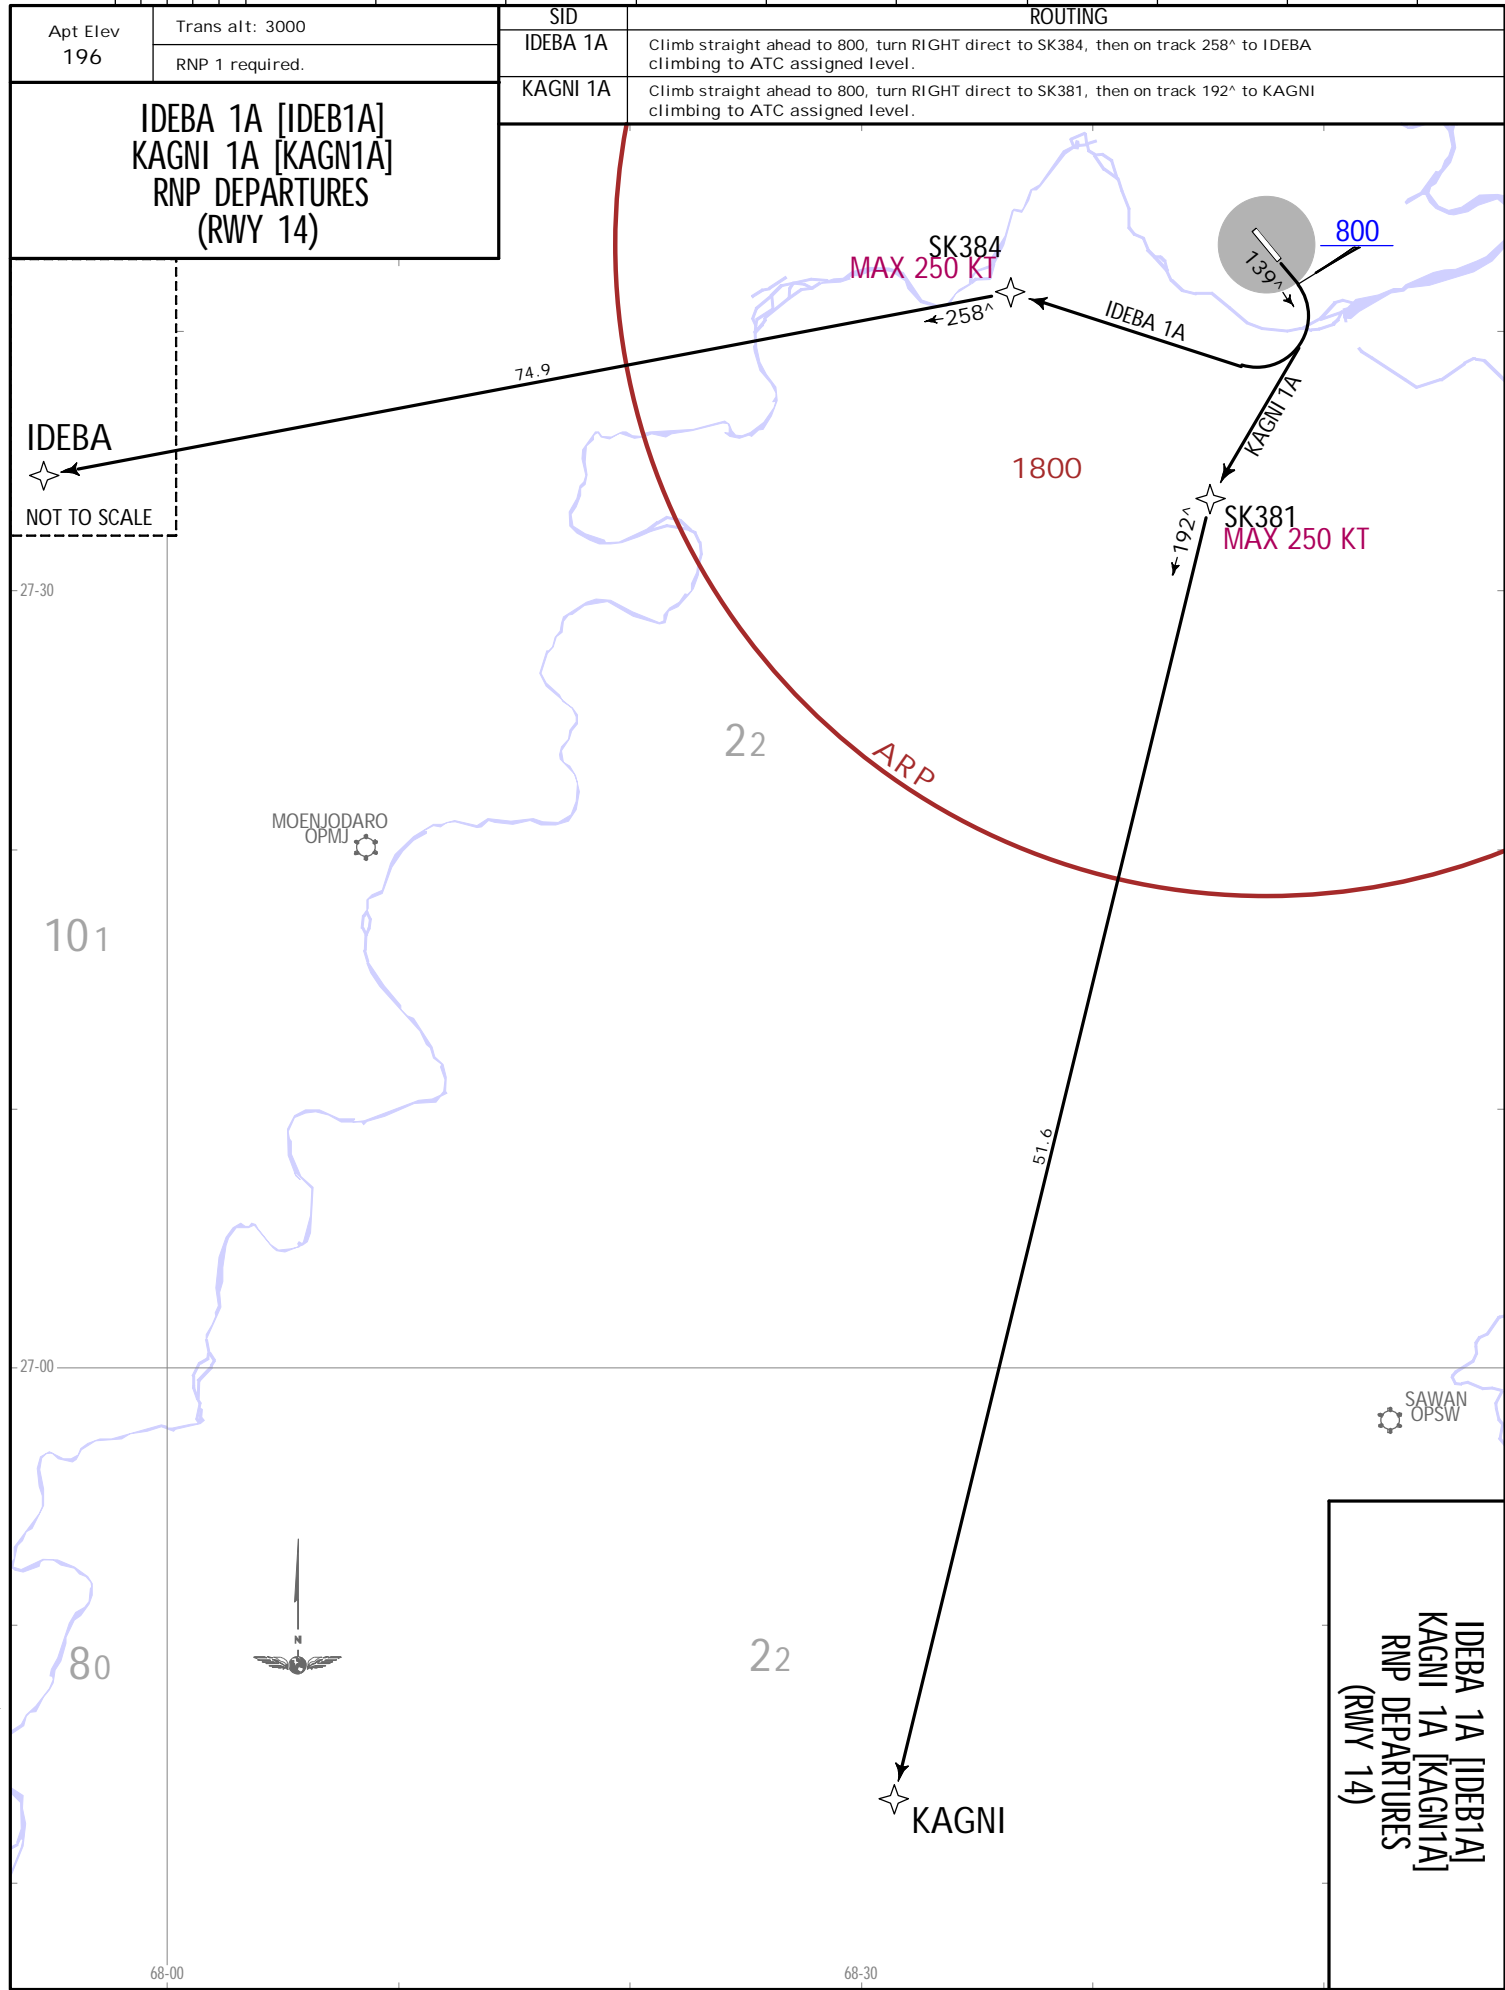 Apt Elev
196
Trans alt: 3000
RNP 1 required.
IDEBA 1A [IDEB1A]
KAGNI 1A [KAGN1A]
RNP DEPARTURES
(RWY 14)
SID
ROUTING
IDEBA 1A
Climb straight ahead to 800, turn RIGHT direct to SK384, then on track 258^ to IDEBA
climbing to ATC assigned level.
KAGNI 1A
Climb straight ahead to 800, turn RIGHT direct to SK381, then on track 192^ to KAGNI
climbing to ATC assigned level.
800
139^
SK384
MAX 250 KT
258^
IDEBA 1A
74.9
KAGNI 1A
IDEBA
NOT TO SCALE
1800
SK381
MAX 250 KT
192^
27-30
22
ARP
MOENJODARO
OPMJ
101
51.6
27-00
SAWAN
OPSW
N
80
22
KAGNI
IDEBA 1A [IDEB1A]
KAGNI 1A [KAGN1A]
RNP DEPARTURES
(RWY 14)
68-00
68-30